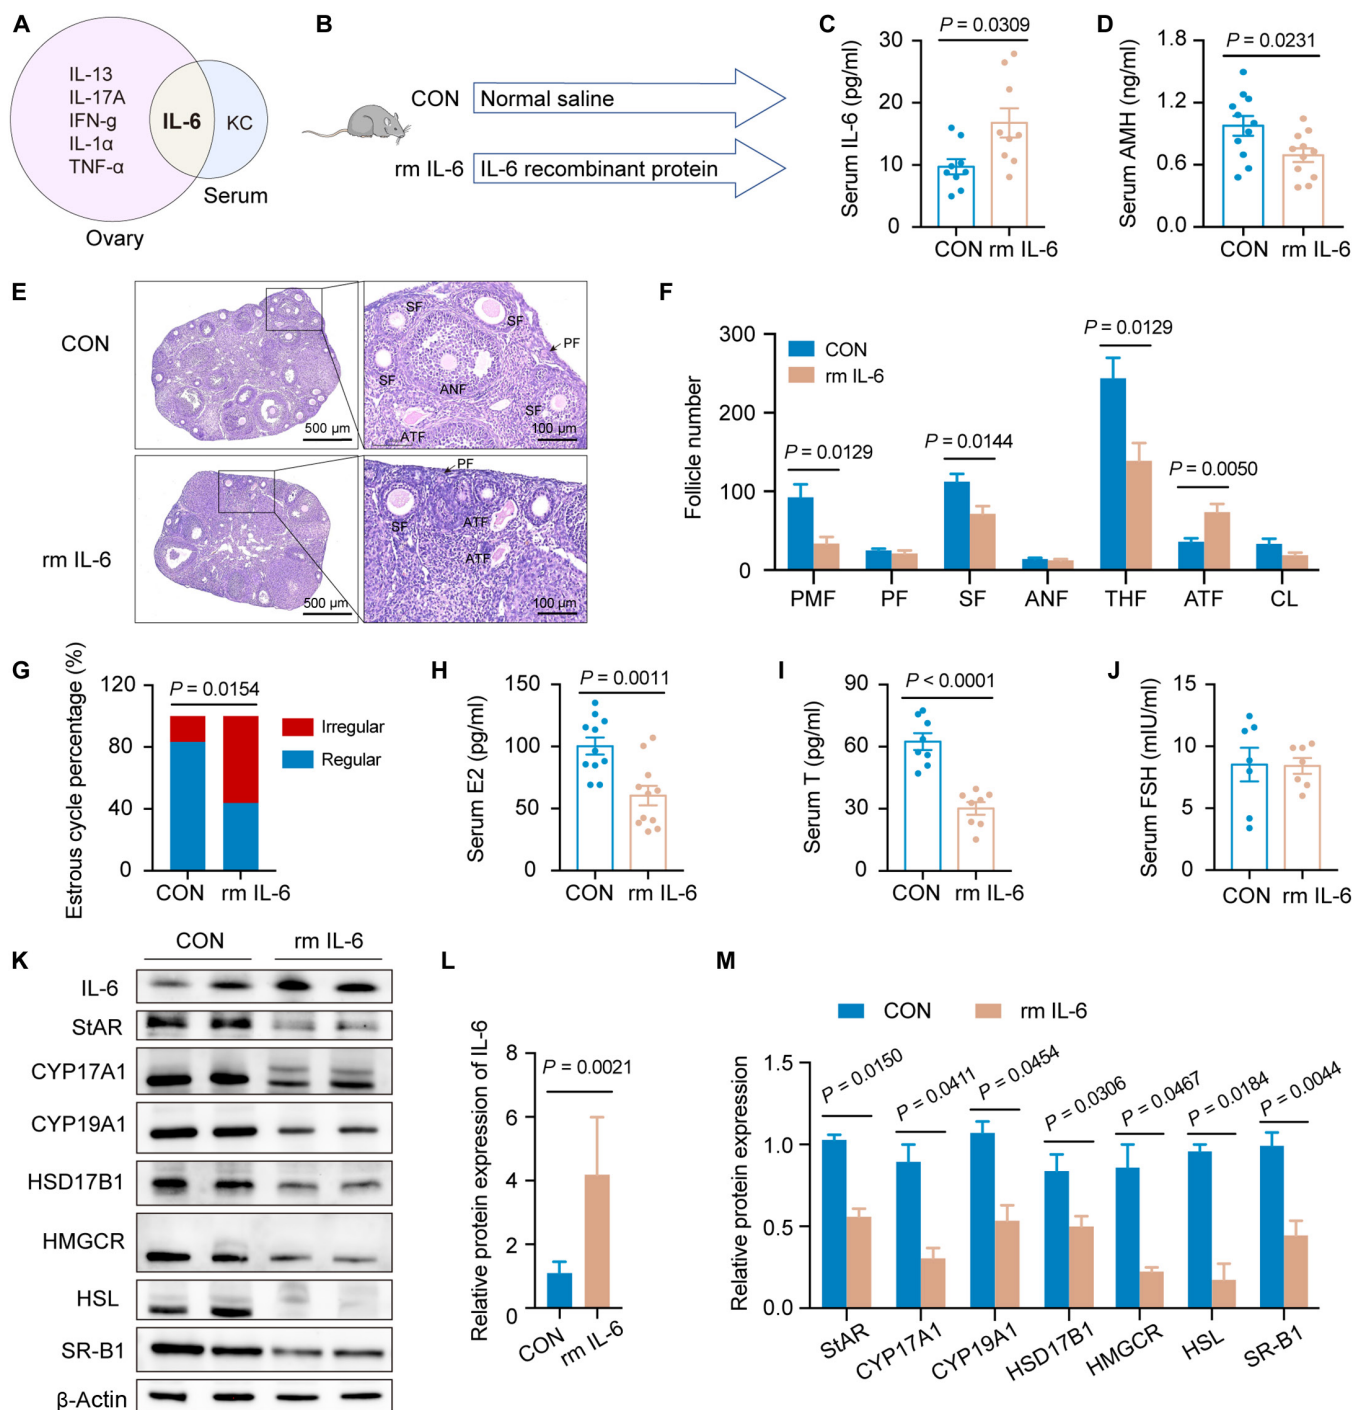 A
IL-13
IL-17A
IFN-g
IL-1α
TNF-α
IL-6
KC
Serum
Ovary
B
CON
Normal saline
rm IL-6
IL-6 recombinant protein
C
P = 0.0309
Serum IL-6 (pg/ml)
30
20
10
0
CON rm IL-6
D
P = 0.0231
Serum AMH (ng/ml)
1.8
1.2
0.6
0.0
CON rm IL-6
E
CON
500 µm
SF
SF
PF
SF
ANF
SF
ATF
100 µm
rm IL-6
500 µm
PF
SF
ATF
ATF
100 µm
F
Follicle number
300
200
100
0
CON
rm IL-6
P = 0.0129
P = 0.0144
P = 0.0129
P = 0.0050
PMF PF SF ANF THF ATF CL
G
Estrous cycle percentage (%)
120
80
40
0
P = 0.0154
Irregular
Regular
CON rm IL-6
H
P = 0.0011
Serum E2 (pg/ml)
150
100
50
0
CON rm IL-6
I
P < 0.0001
Serum T (pg/ml)
90
60
30
0
CON rm IL-6
J
Serum FSH (mIU/ml)
15
10
5
0
CON rm IL-6
K
CON rm IL-6
IL-6
StAR
CYP17A1
CYP19A1
HSD17B1
HMGCR
HSL
SR-B1
β-Actin
L
Relative protein expression of IL-6
8
6
4
2
0
P = 0.0021
CON rm IL-6
M
CON
rm IL-6
Relative protein expression
1.5
1.0
0.5
0.0
P = 0.0150
P = 0.0411
P = 0.0454
P = 0.0306
P = 0.0467
P = 0.0184
P = 0.0044
StAR CYP17A1 CYP19A1 HSD17B1 HMGCR HSL SR-B1